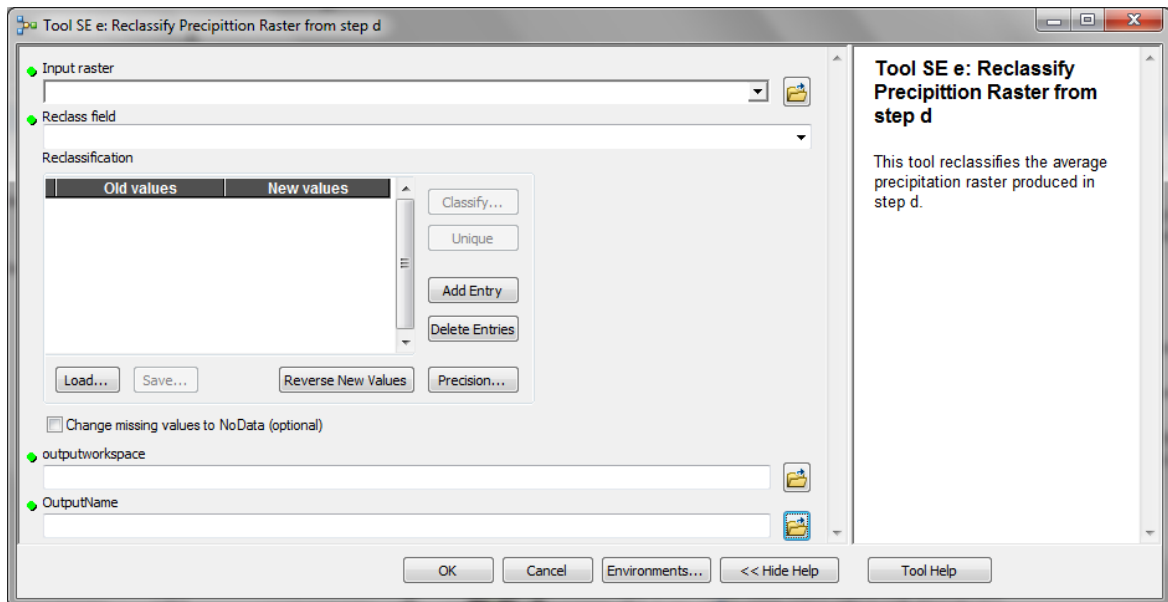 Tool SE e: Reclassify Precipittion Raster from step d
Input raster
Reclass field
Reclassification
Old values New values
Classify...
Unique
Add Entry
Delete Entries
Load... Save... Reverse New Values Precision...
Change missing values to NoData (optional)
outputworkspace
OutputName
Tool SE e: Reclassify
Precipittion Raster from
step d
This tool reclassifies the average
precipitation raster produced in
step d.
OK Cancel Environments... << Hide Help Tool Help